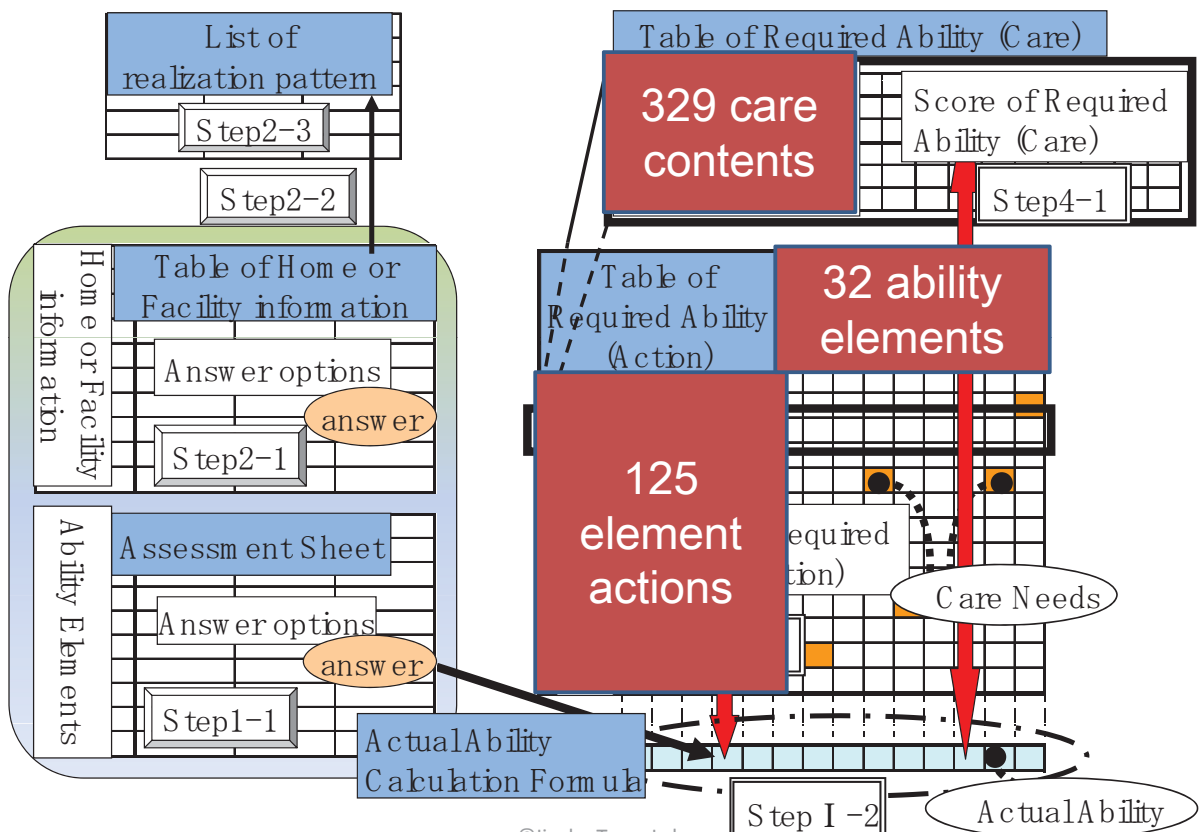 List of
realization pattern
Step2-3
Step2-2
Home or Facility
information
Table of Home or
Facility information
Answer options
answer
Step2-1
Ability Elements
Assessment Sheet
Answer options
answer
Step1-1
Actual Ability
Calculation Formula
Table of Required Ability (Care)
329 care
contents
Score of Required
Ability (Care)
Step4-1
Table of
Required Ability
(Action)
32 ability
elements
125
element
actions
equired
tion)
Care Needs
Step I-2
Actual Ability